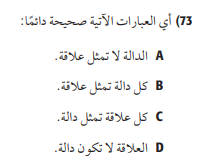 73) أي العبارات الآتية صحيحة دائمًا:
A الدالة لا تمثل علاقة.
B كل دالة تمثل علاقة.
C كل علاقة تمثل دالة.
D العلاقة لا تكون دالة.